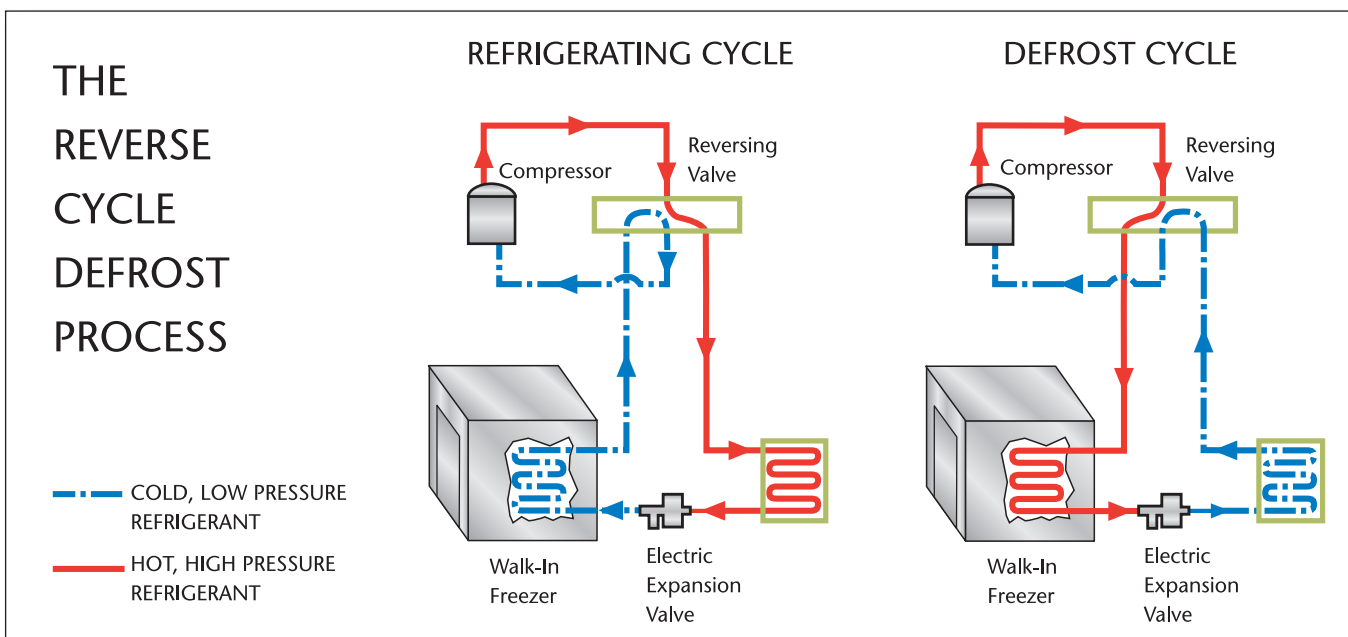 THE
REVERSE
CYCLE
DEFROST
PROCESS
COLD, LOW PRESSURE
REFRIGERANT
HOT, HIGH PRESSURE
REFRIGERANT
REFRIGERATING CYCLE
Compressor
Reversing
Valve
Walk-In
Freezer
Electric
Expansion
Valve
DEFROST CYCLE
Compressor
Reversing
Valve
Walk-In
Freezer
Electric
Expansion
Valve